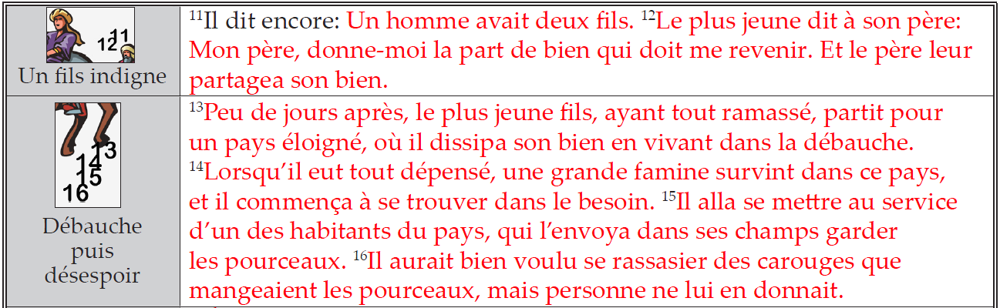 12 11
Un fils indigne
11Il dit encore: Un homme avait deux fils. 12Le plus jeune dit à son père:
Mon père, donne-moi la part de bien qui doit me revenir. Et le père leur
partagea son bien.
13
14
15
16
Débauche
puis
désespoir
13Peu de jours après, le plus jeune fils, ayant tout ramassé, partit pour
un pays éloigné, où il dissipa son bien en vivant dans la débauche.
14Lorsqu’il eut tout dépensé, une grande famine survint dans ce pays,
et il commença à se trouver dans le besoin. 15Il alla se mettre au service
d’un des habitants du pays, qui l’envoya dans ses champs garder
les pourceaux. 16Il aurait bien voulu se rassasier des carouges que
mangeaient les pourceaux, mais personne ne lui en donnait.